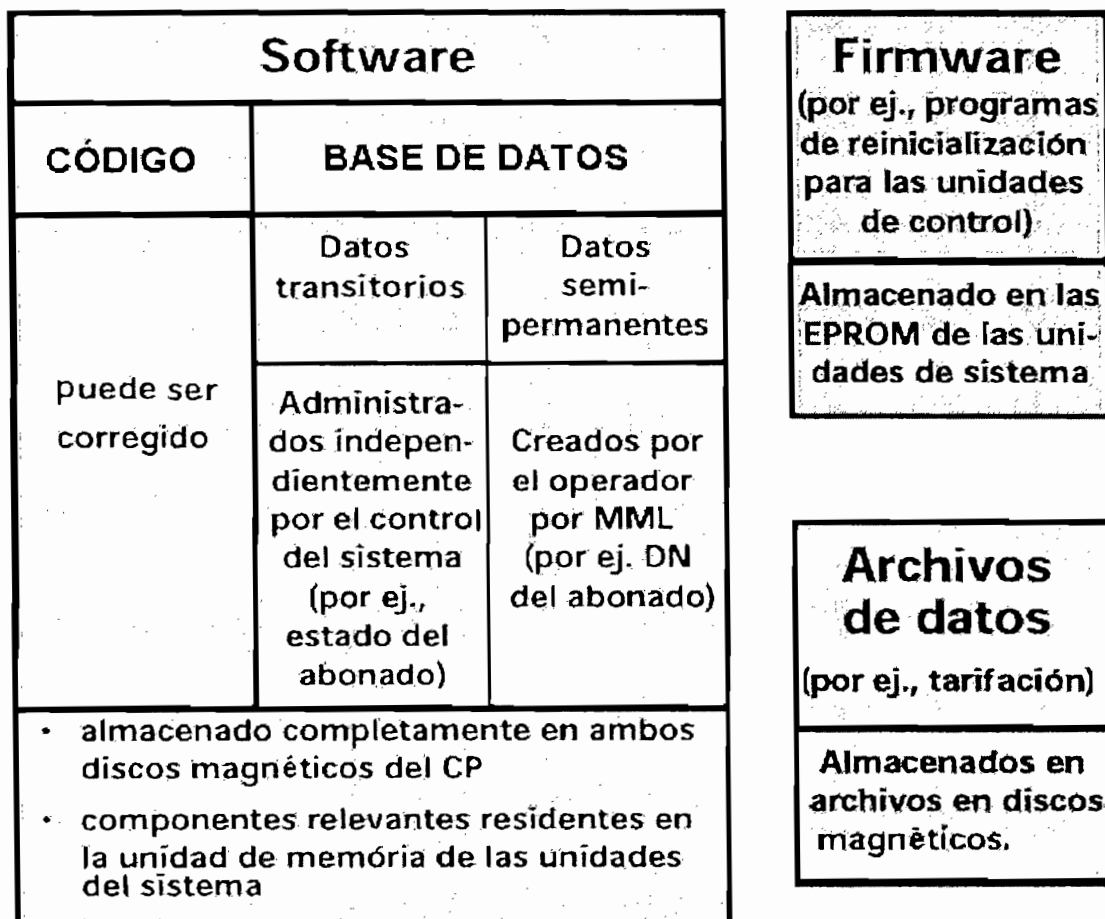 Software
CÓDIGO
BASE DE DATOS
puede ser
corregido
Datos
transitorios
Datos
semi-
permanentes
Administra-
dos indepen-
dientemente
por el control
del sistema
(por ej.,
estado del
abonado)
Creados por
el operador
por MML
(por ej. DN
del abonado)
• almacenado completamente en ambos
discos magnéticos del CP
• componentes relevantes residentes en
la unidad de memória de las unidades
del sistema
Firmware
(por ej., programas
de reinicialización
para las unidades
de control)
Almacenado en las
EPROM de las uni-
dades de sistema
Archivos
de datos
(por ej., tarifación)
Almacenados en
archivos en discos
magnèticos.